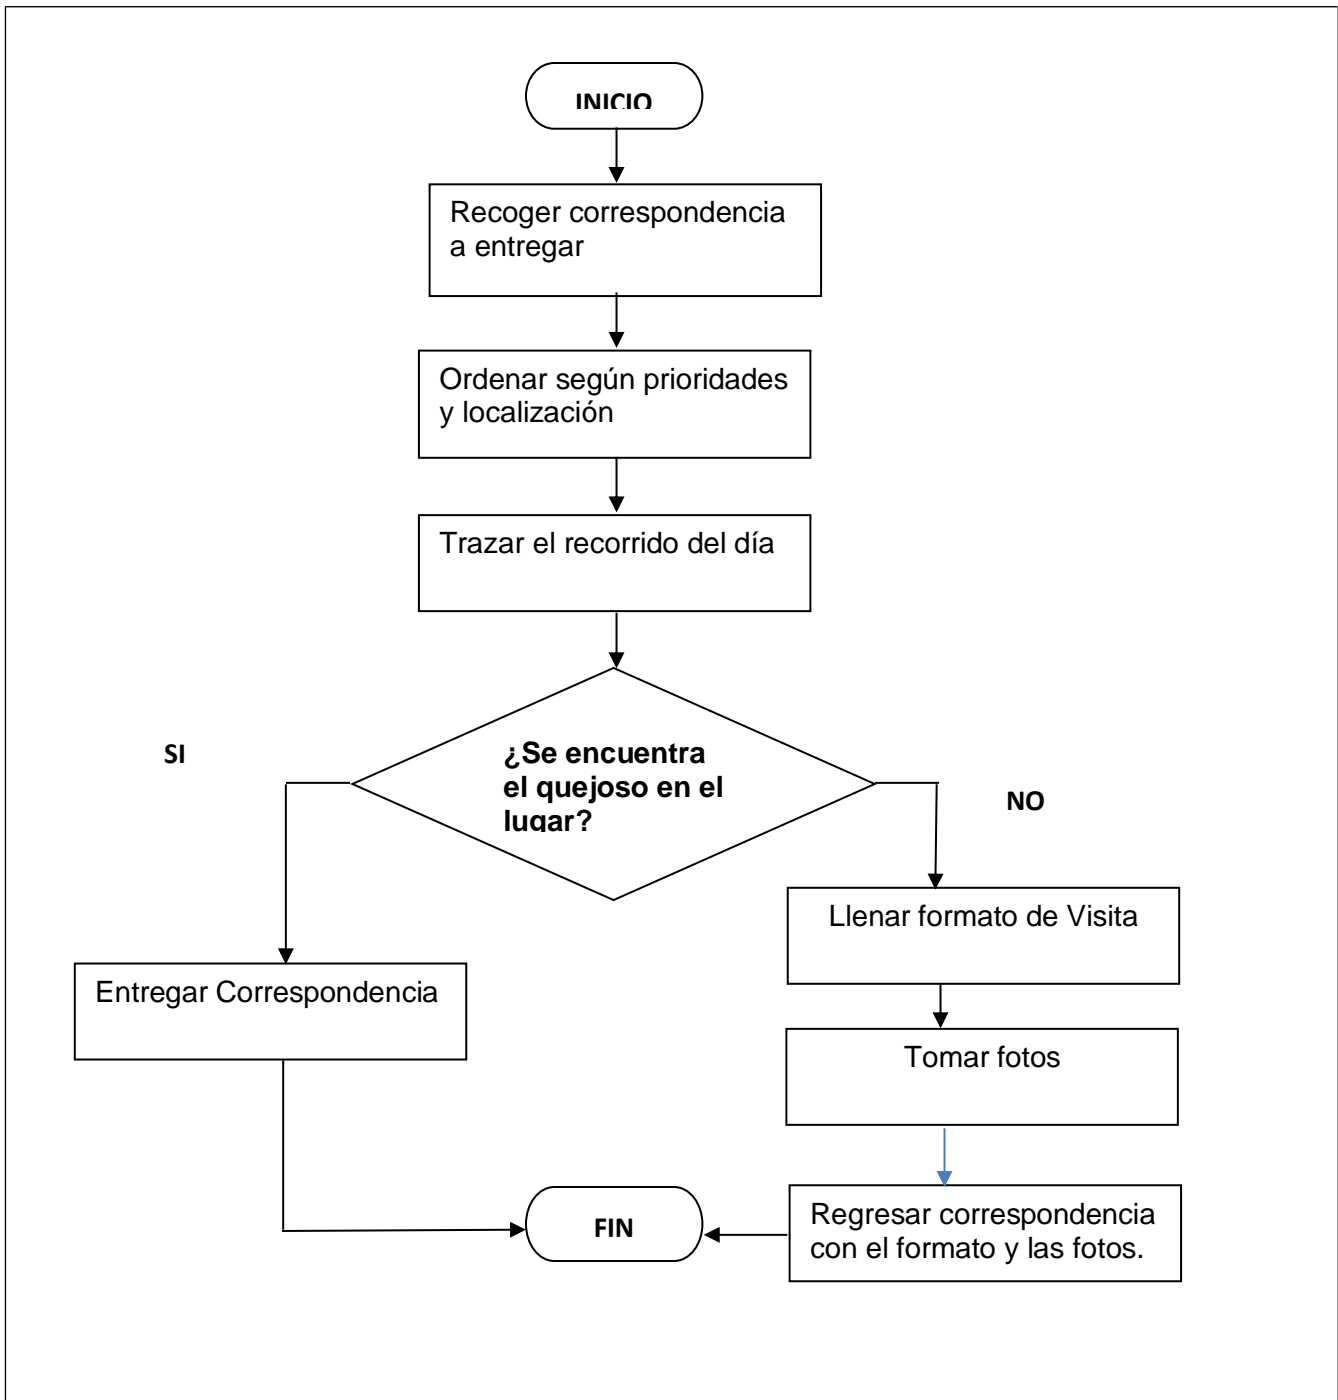 INICIO
Recoger correspondencia
a entregar
Ordenar según prioridades
y localización
Trazar el recorrido del día
¿Se encuentra
el quejoso en el
lugar?
SI
NO
Llenar formato de Visita
Entregar Correspondencia
Tomar fotos
Regresar correspondencia
con el formato y las fotos.
FIN